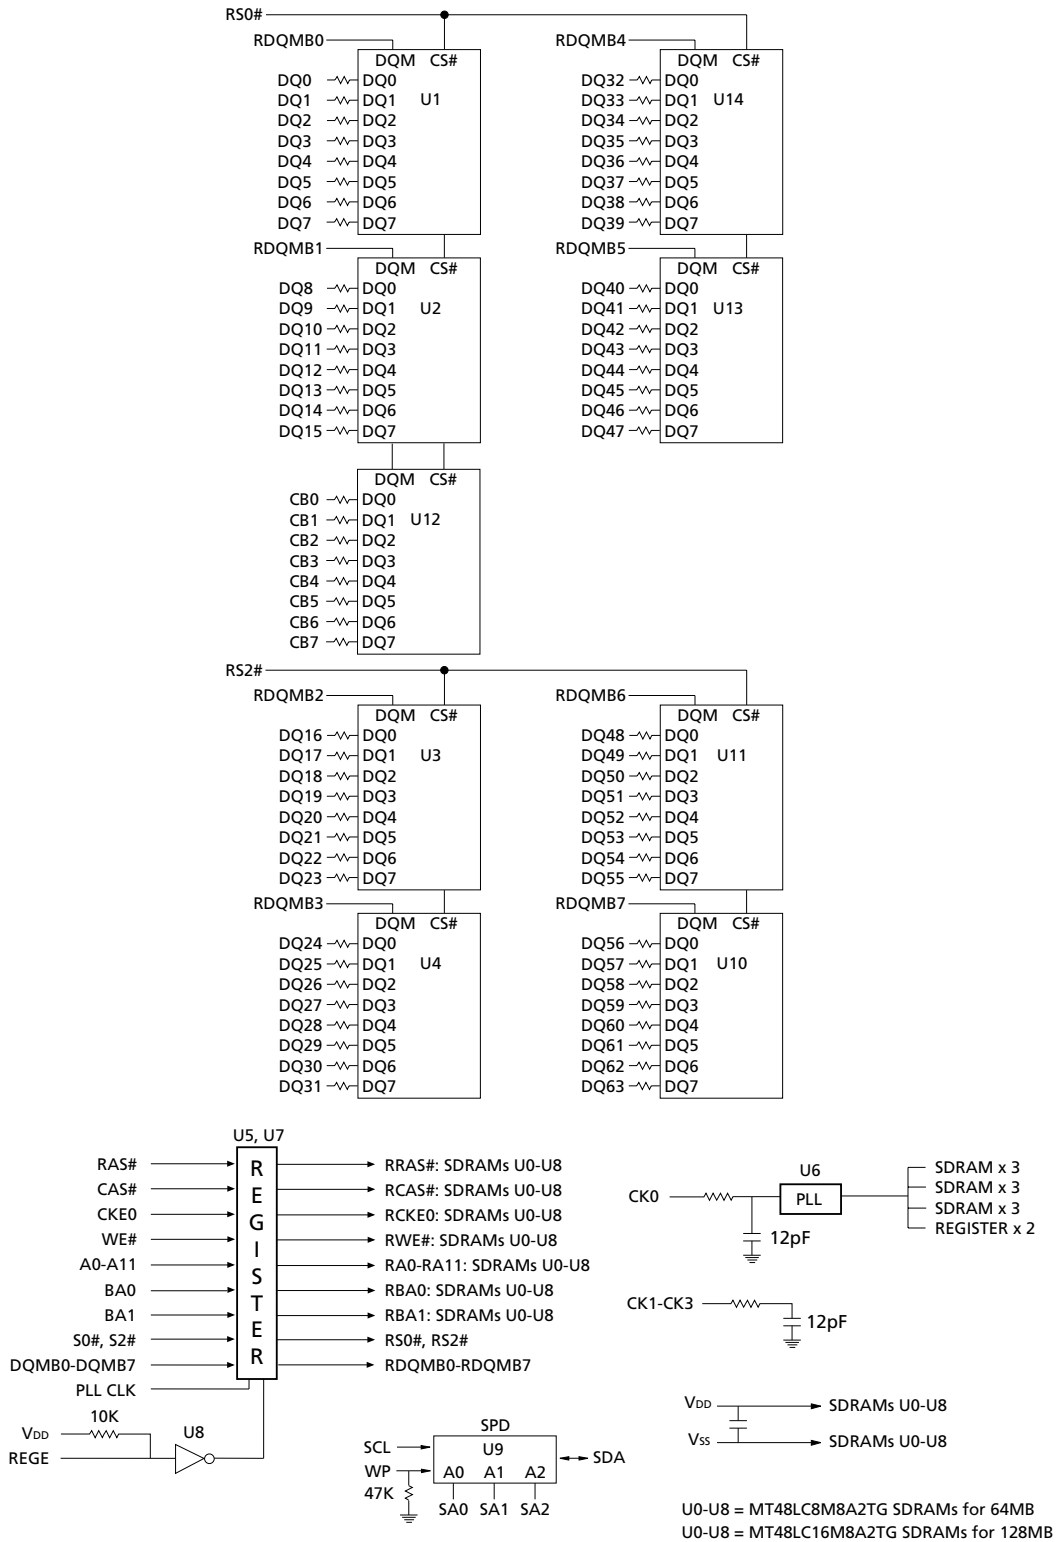 RS0#
RDQMB0
DQM CS#
U1
DQ0 DQ0
DQ1 DQ1
DQ2 DQ2
DQ3 DQ3
DQ4 DQ4
DQ5 DQ5
DQ6 DQ6
DQ7 DQ7
RDQMB4
DQM CS#
U14
DQ32 DQ0
DQ33 DQ1
DQ34 DQ2
DQ35 DQ3
DQ36 DQ4
DQ37 DQ5
DQ38 DQ6
DQ39 DQ7
RDQMB1
DQM CS#
U2
DQ8 DQ0
DQ9 DQ1
DQ10 DQ2
DQ11 DQ3
DQ12 DQ4
DQ13 DQ5
DQ14 DQ6
DQ15 DQ7
RDQMB5
DQM CS#
U13
DQ40 DQ0
DQ41 DQ1
DQ42 DQ2
DQ43 DQ3
DQ44 DQ4
DQ45 DQ5
DQ46 DQ6
DQ47 DQ7
DQM CS#
U12
CB0 DQ0
CB1 DQ1
CB2 DQ2
CB3 DQ3
CB4 DQ4
CB5 DQ5
CB6 DQ6
CB7 DQ7
RS2#
RDQMB2
DQM CS#
U3
DQ16 DQ0
DQ17 DQ1
DQ18 DQ2
DQ19 DQ3
DQ20 DQ4
DQ21 DQ5
DQ22 DQ6
DQ23 DQ7
RDQMB6
DQM CS#
U11
DQ48 DQ0
DQ49 DQ1
DQ50 DQ2
DQ51 DQ3
DQ52 DQ4
DQ53 DQ5
DQ54 DQ6
DQ55 DQ7
RDQMB3
DQM CS#
U4
DQ24 DQ0
DQ25 DQ1
DQ26 DQ2
DQ27 DQ3
DQ28 DQ4
DQ29 DQ5
DQ30 DQ6
DQ31 DQ7
RDQMB7
DQM CS#
U10
DQ56 DQ0
DQ57 DQ1
DQ58 DQ2
DQ59 DQ3
DQ60 DQ4
DQ61 DQ5
DQ62 DQ6
DQ63 DQ7
U5, U7
REGISTER
RAS# RRAS#: SDRAMs U0-U8
CAS# RCAS#: SDRAMs U0-U8
CKE0 RCKE0: SDRAMs U0-U8
WE# RWE#: SDRAMs U0-U8
A0-A11 RA0-RA11: SDRAMs U0-U8
BA0 RBA0: SDRAMs U0-U8
BA1 RBA1: SDRAMs U0-U8
S0#, S2# RS0#, RS2#
DQMB0-DQMB7 RDQMB0-RDQMB7
PLL CLK
10K
VDD
REGE
U8
U6
CK0
PLL
12pF
SDRAM x 3
SDRAM x 3
SDRAM x 3
REGISTER x 2
CK1-CK3
12pF
SPD
U9
SCL
WP
47K
A0 A1 A2
SDA
SA0 SA1 SA2
VDD SDRAMs U0-U8
VSS SDRAMs U0-U8
U0-U8 = MT48LC8M8A2TG SDRAMs for 64MB
U0-U8 = MT48LC16M8A2TG SDRAMs for 128MB